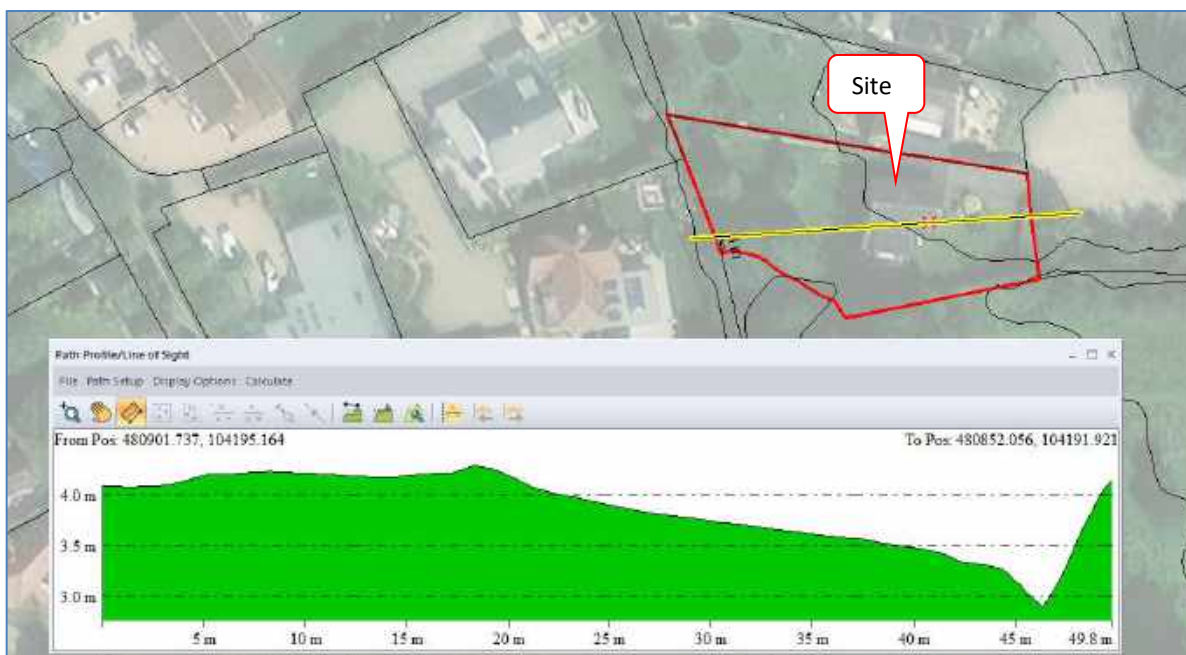 Site
Path Profile/Line of Sight
File Path Setup Display Options Calculate
From Pos: 480901.737, 104195.164 To Pos: 480852.056, 104191.921
4.0 m
3.5 m
3.0 m
5 m 10 m 15 m 20 m 25 m 30 m 35 m 40 m 45 m 49.8 m